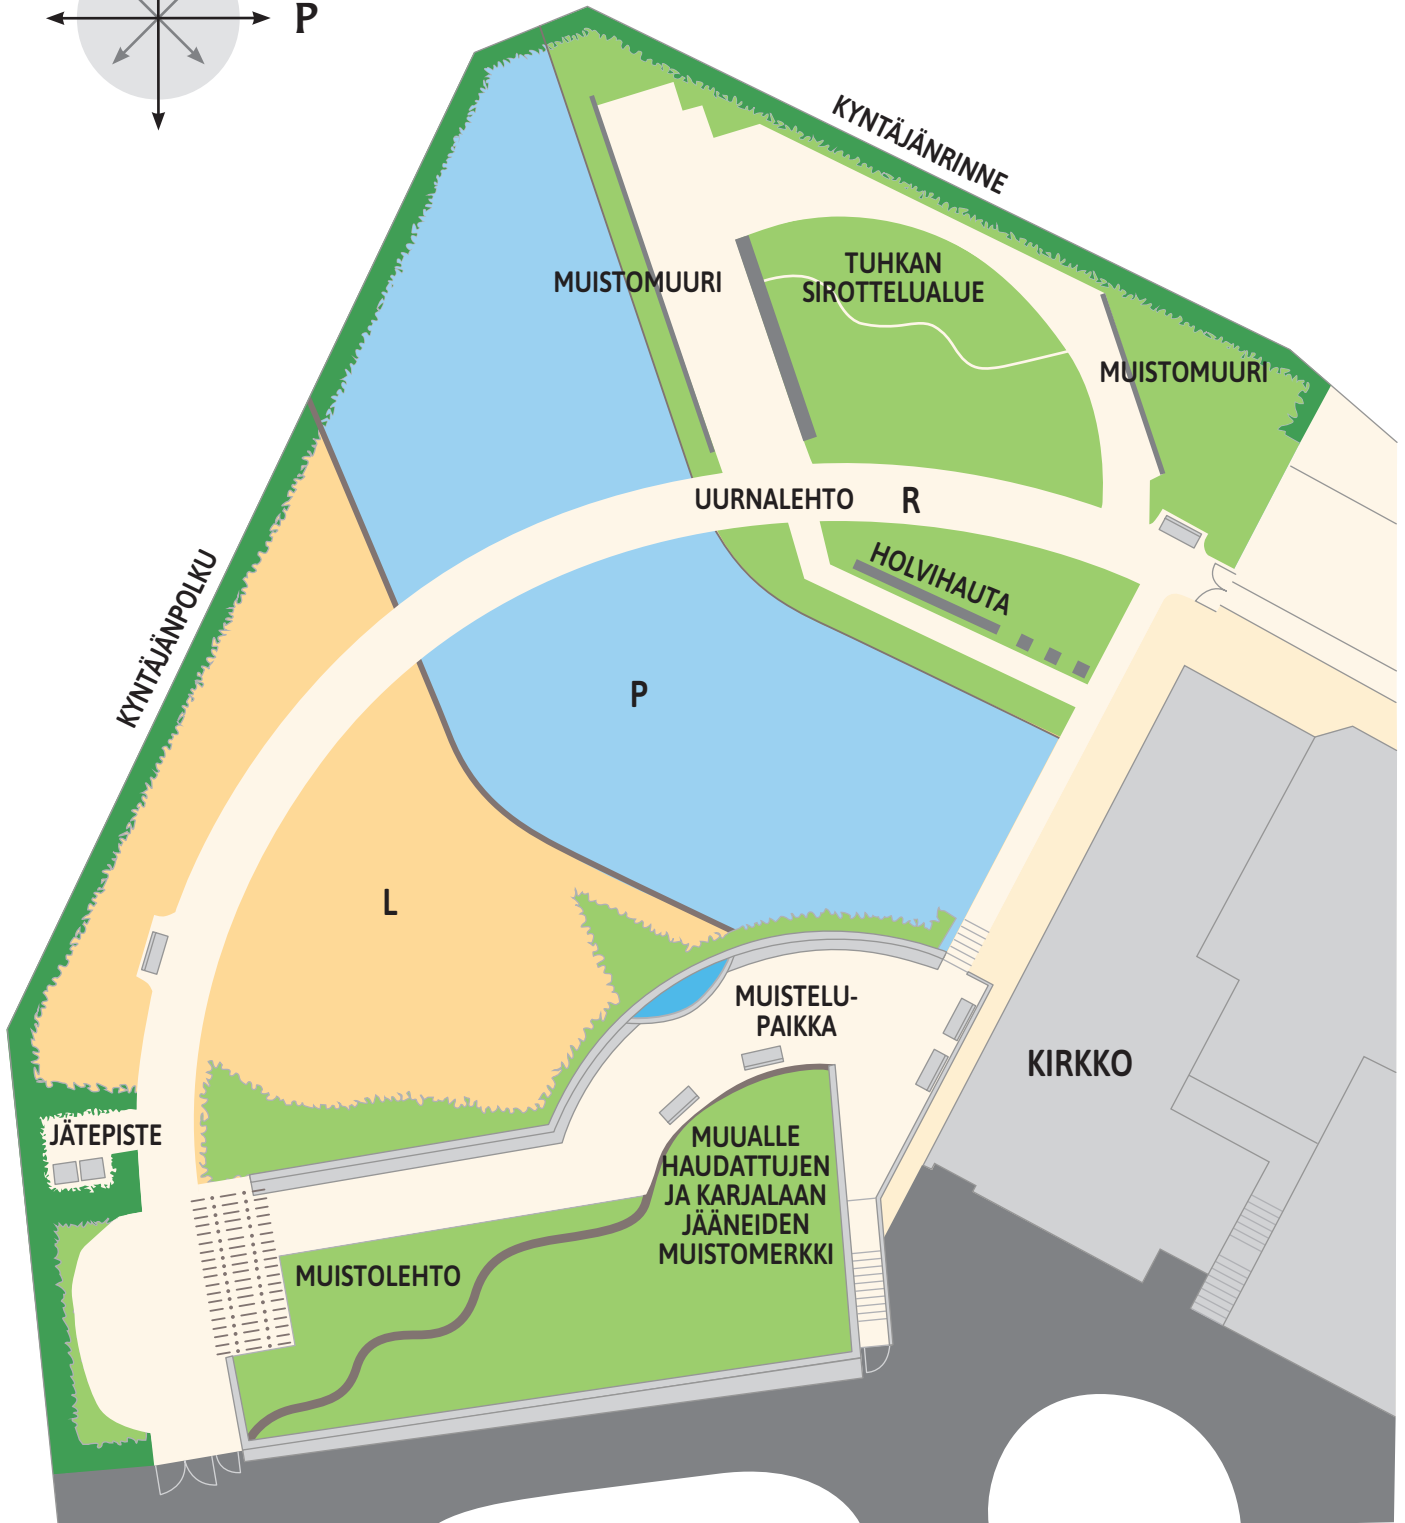 P
KYNTÄJÄNRINNE
TUHKAN
SIROTTELUALUE
MUISTOMUURI
MUISTOMUURI
UURNALEHTO
R
HOLVIHAUTA
KYNTÄJÄNPOLKU
P
L
MUISTELU-
PAIKKA
KIRKKO
JÄTEPISTE
MUUALLE
HAUDATTUJEN
JA KARJALAAN
JÄÄNEIDEN
MUISTOMERKKI
MUISTOLEHTO